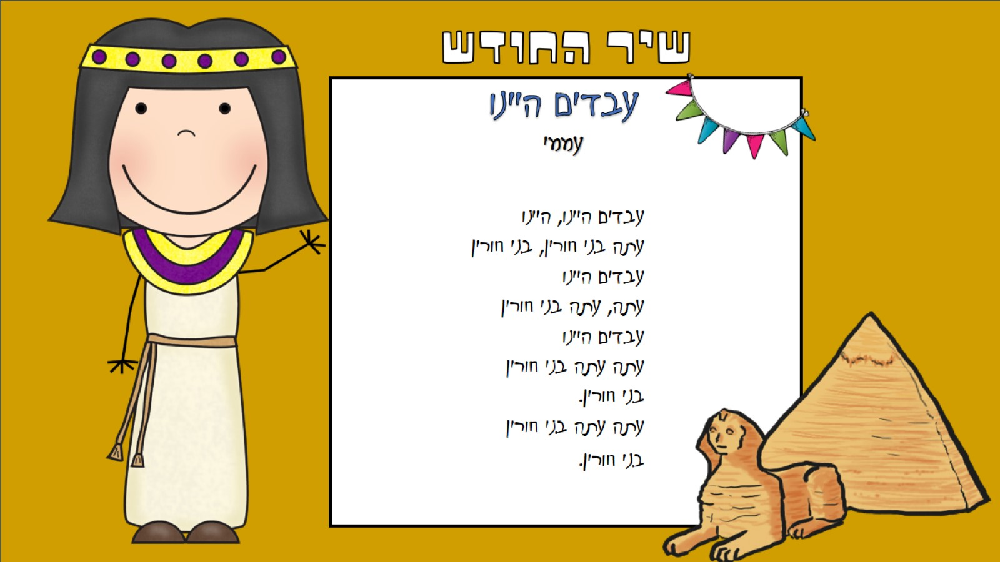 שיר החודש
עבדים היינו
עממי
עבדים היינו, היינו
עתה בני חורין, בני חורין
עבדים היינו
עתה, עתה בני חורין
עבדים היינו
עתה עתה בני חורין
בני חורין.
עתה עתה בני חורין
בני חורין.